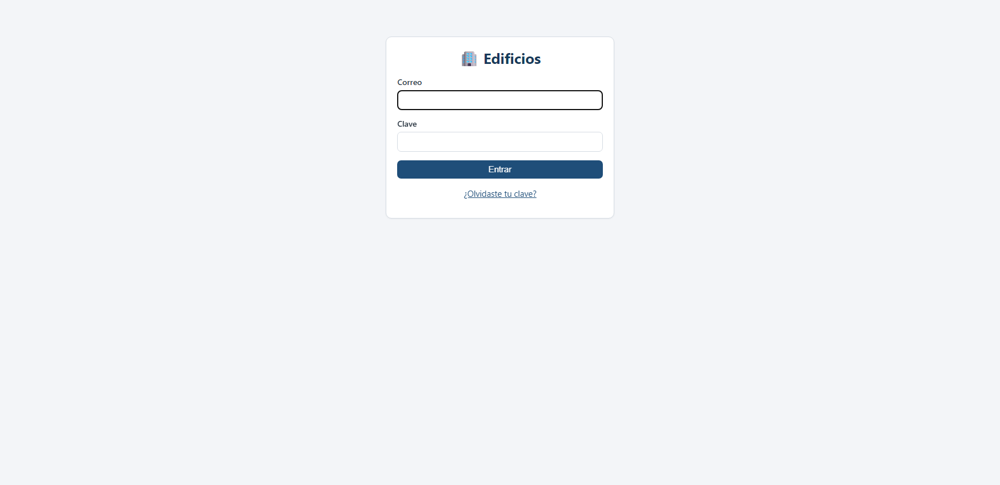 Edificios
Correo
Clave
Entrar
¿Olvidaste tu clave?